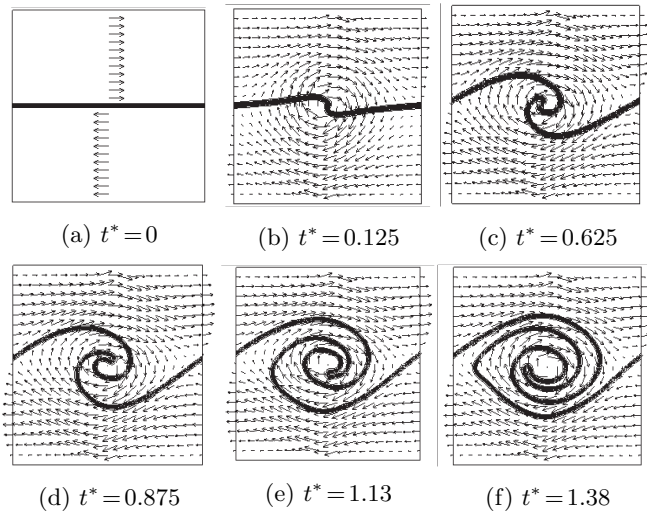 (a) t*=0
(b) t*=0.125
(c) t*=0.625
(d) t*=0.875
(e) t*=1.13
(f) t*=1.38